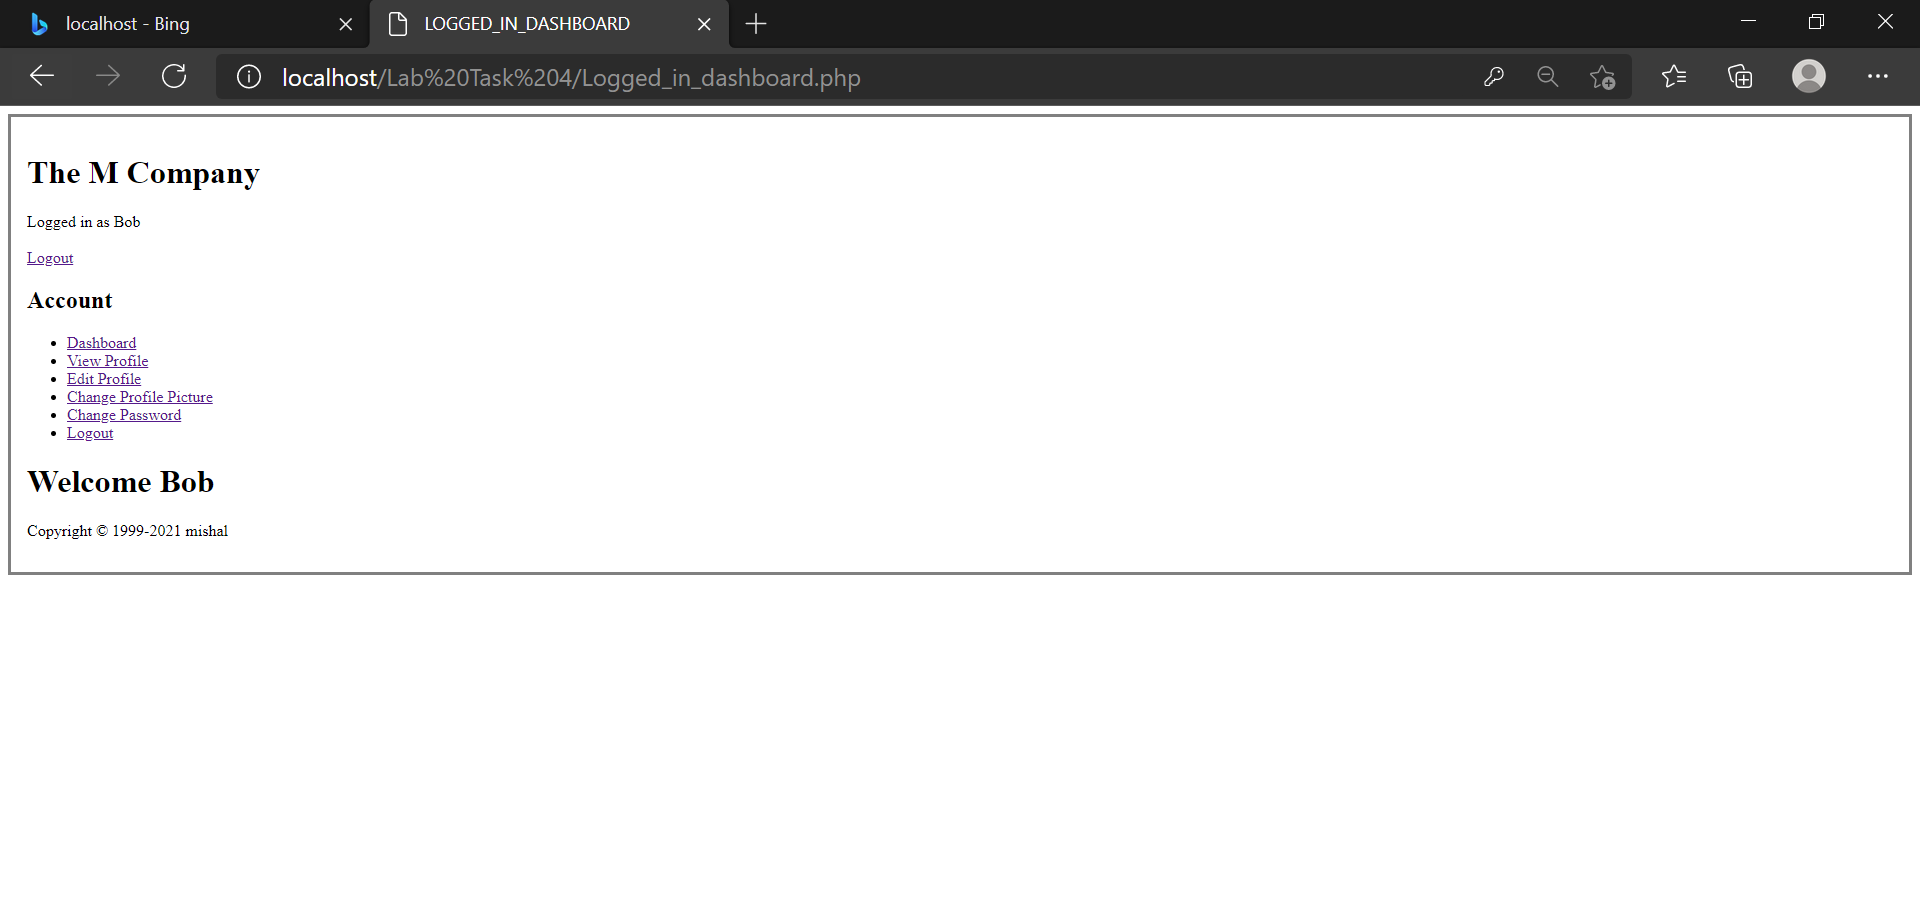 localhost - Bing
LOGGED_IN_DASHBOARD
localhost/Lab%20Task%204/Logged_in_dashboard.php
The M Company
Logged in as Bob
Logout
Account
Dashboard
View Profile
Edit Profile
Change Profile Picture
Change Password
Logout
Welcome Bob
Copyright © 1999-2021 mishal